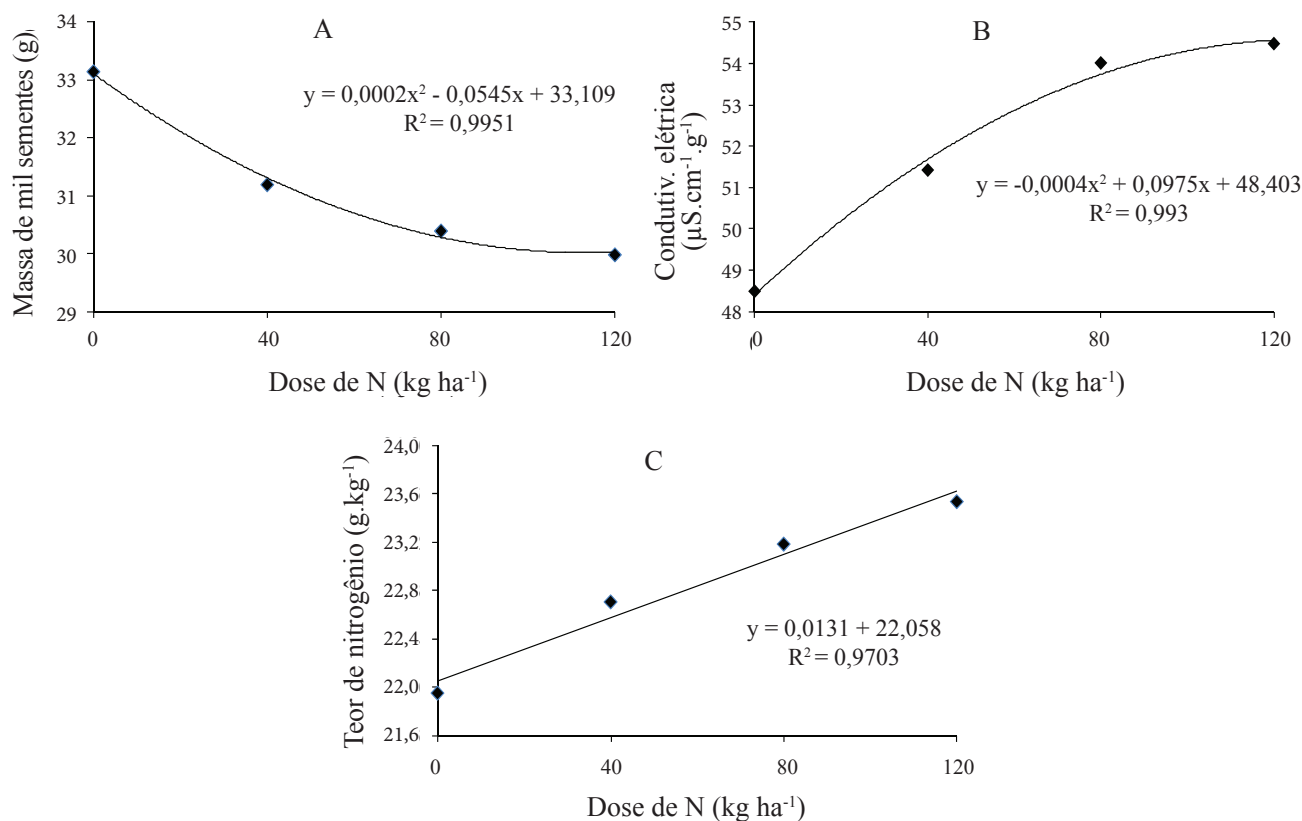 A
Massa de mil sementes (g)
34
33
32
31
30
29
y = 0,0002x² - 0,0545x + 33,109
R² = 0,9951
0 40 80 120
Dose de N (kg ha⁻¹)
B
Condutiv. elétrica
(µS.cm⁻¹.g⁻¹)
55
54
53
52
51
50
49
48
y = -0,0004x² + 0,0975x + 48,403
R² = 0,993
0 40 80 120
Dose de N (kg ha⁻¹)
C
Teor de nitrogênio (g.kg⁻¹)
24,0
23,6
23,2
22,8
22,4
22,0
21,6
y = 0,0131 + 22,058
R² = 0,9703
0 40 80 120
Dose de N (kg ha⁻¹)